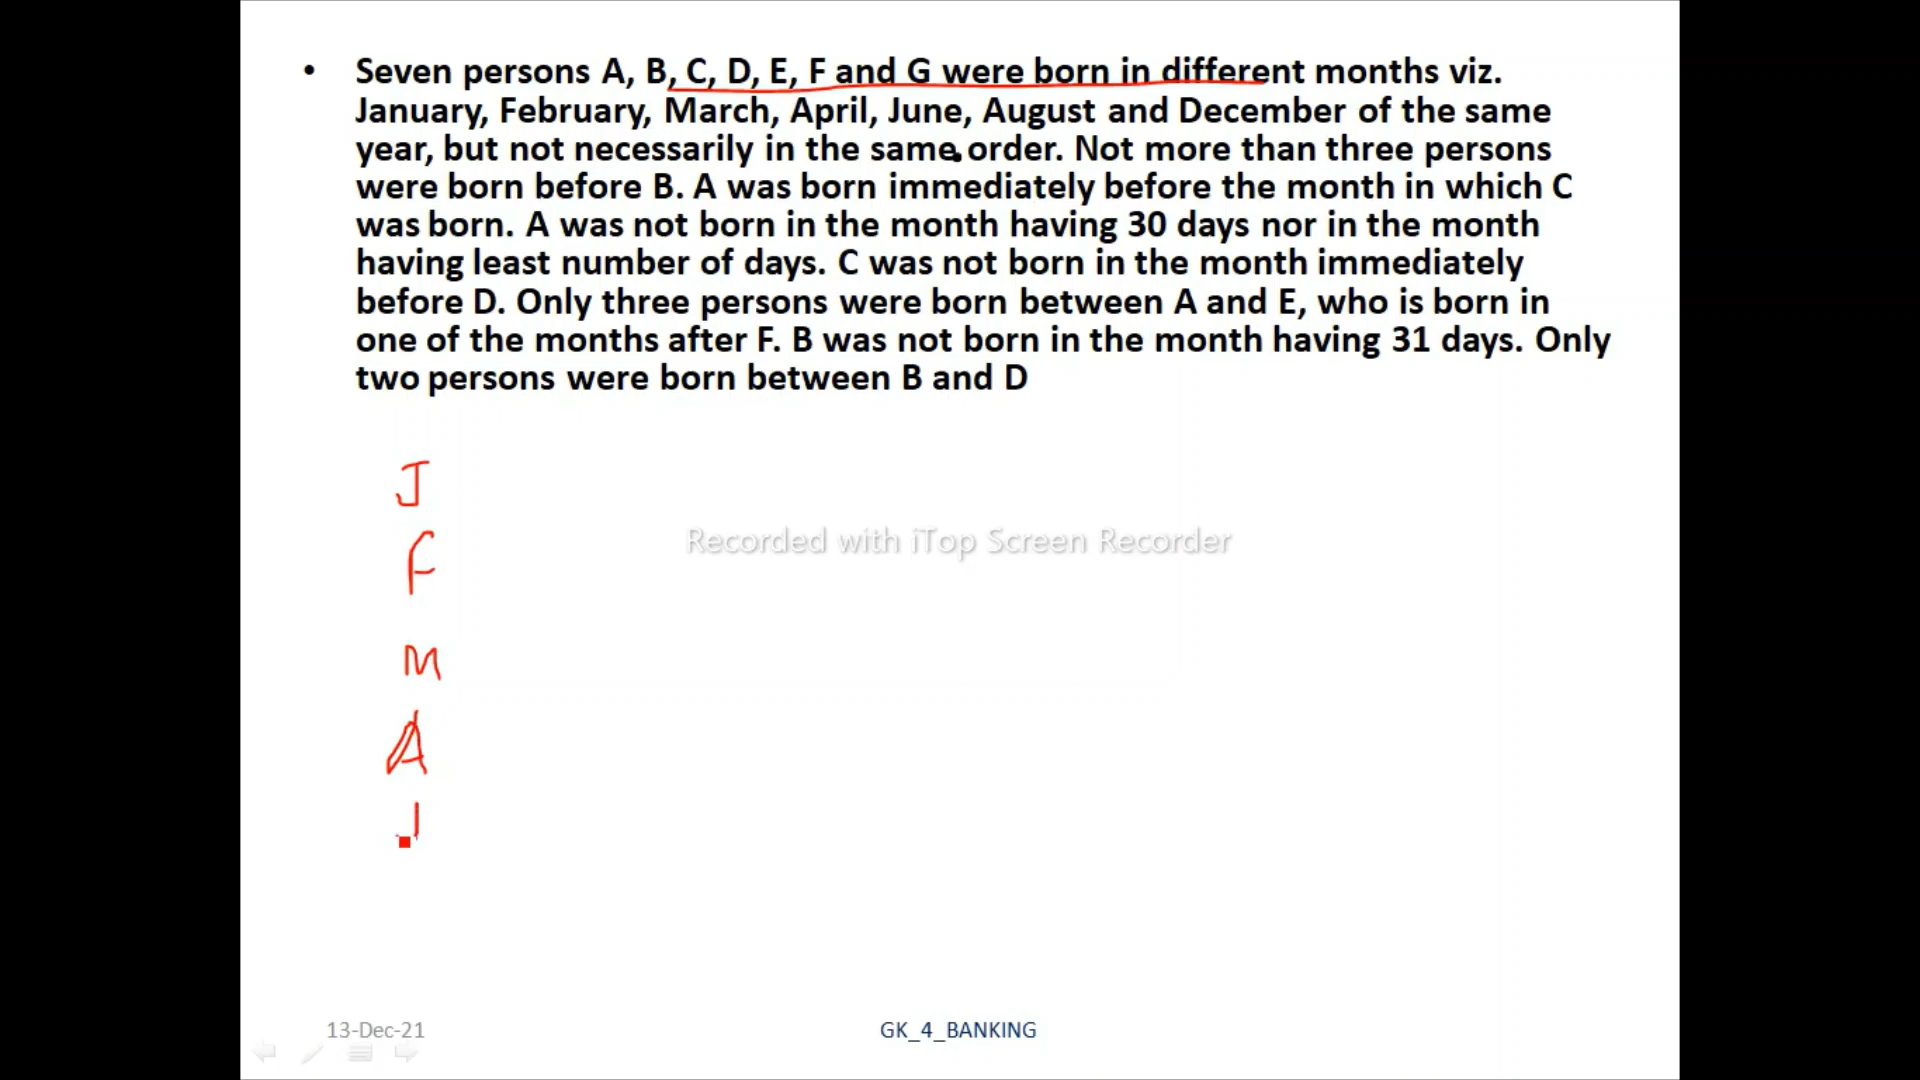 • Seven persons A, B, C, D, E, F and G were born in different months viz.
January, February, March, April, June, August and December of the same
year, but not necessarily in the same order. Not more than three persons
were born before B. A was born immediately before the month in which C
was born. A was not born in the month having 30 days nor in the month
having least number of days. C was not born in the month immediately
before D. Only three persons were born between A and E, who is born in
one of the months after F. B was not born in the month having 31 days. Only
two persons were born between B and D
J
F
Recorded with iTop Screen Recorder
M
A
J
13-Dec-21
GK_4_BANKING